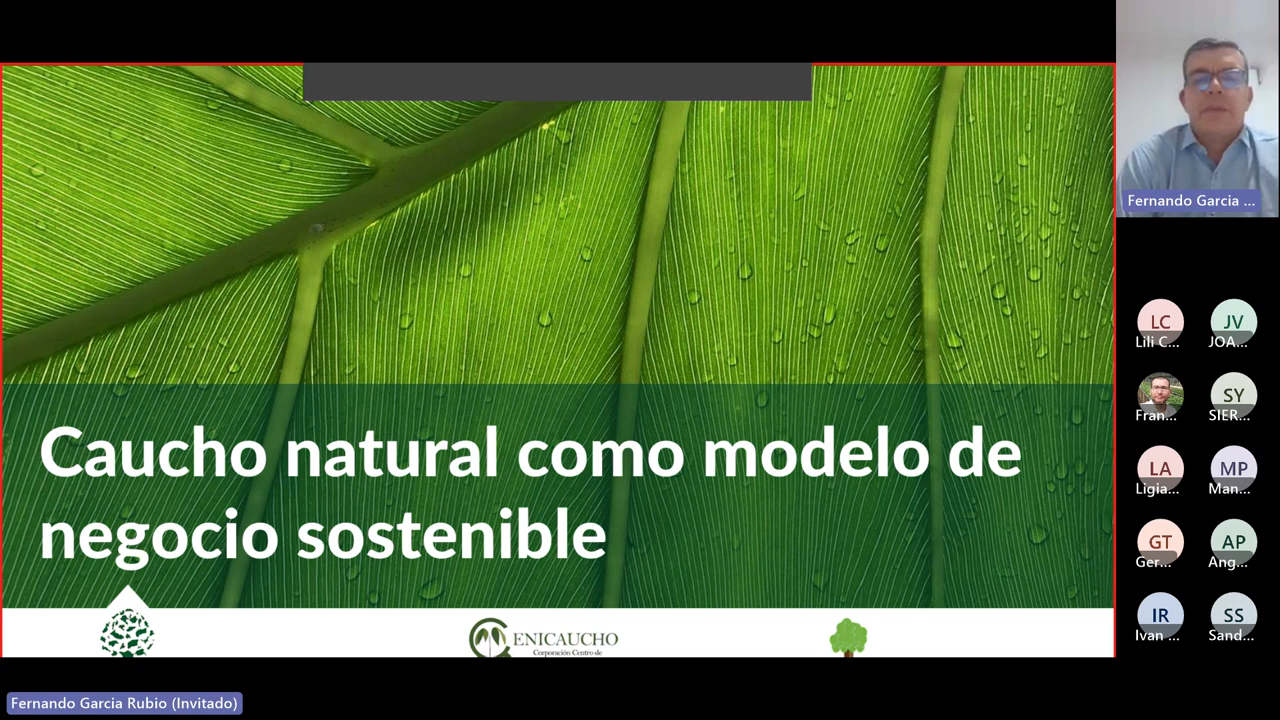 Caucho natural como modelo de
negocio sostenible
ENICAUCHO
Corporación Centro de
Fernando Garcia Rubio (Invitado)
Fernando Garcia ...
LC
Lili C...
JV
JOA...
Fran...
SY
SIER...
LA
Ligia...
MP
Man...
GT
Ger...
AP
Ang...
IR
Ivan ...
SS
Sand...